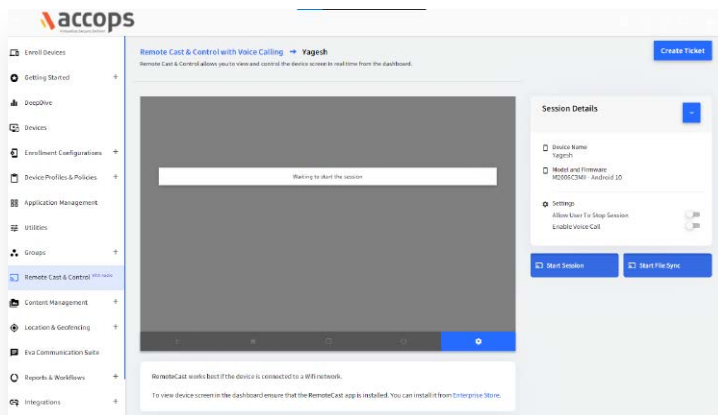 accops
Enroll Devices
Getting Started +
DeepDive
Devices
Enrollment Configurations +
Device Profiles & Policies +
Application Management
Utilities
Groups +
Remote Cast & Control
Content Management +
Location & Geofencing +
Eva Communication Suite
Reports & Workflows +
Integrations +
Remote Cast & Control with Voice Calling → Yagesh
Remote Cast & Control allows you to view and control the device screen in real time from the dashboard.
Create Ticket
Waiting to start the session
Session Details
Device Name
Yagesh
Model and Firmware
M2006C3MII - Android 10
Settings
Allow User To Stop Session
Enable Voice Call
Start Session
Start File Sync
RemoteCast works best if the device is connected to a Wifi network.
To view device screen in the dashboard ensure that the RemoteCast app is installed. You can install it from Enterprise Store.